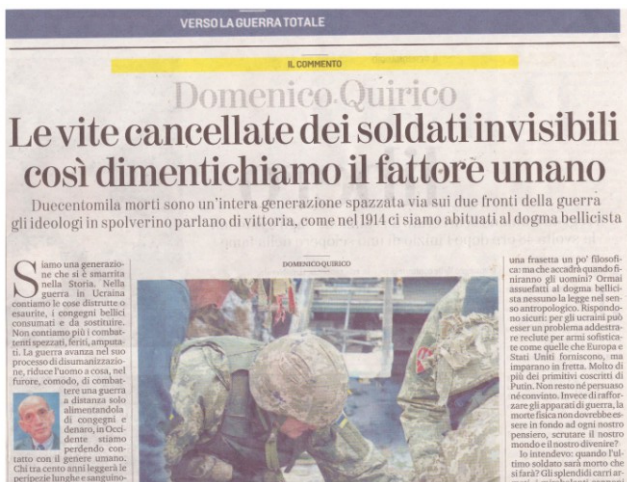 VERSO LA GUERRA TOTALE
IL COMMENTO
Domenico Quirico
Le vite cancellate dei soldati invisibili
così dimentichiamo il fattore umano
Duecentomila morti sono un'intera generazione spazzata via sui due fronti della guerra
gli ideologi in spolverino parlano di vittoria, come nel 1914 ci siamo abituati al dogma bellicista
DOMENICO QUIRICO
Siamo una generazio-
ne che si è smarrita
nella Storia. Nella
guerra in Ucraina
contiamo le cose distrutte o
esaurite, i congegni bellici
consumati e da sostituire.
Non contiamo più i combat-
tenti spezzati, feriti, amputa-
ti. La guerra avanza nel suo
processo di disumanizzazio-
ne, riduce l'uomo a cosa, nel
furore, comodo, di combat-
tere una guerra
a distanza solo
alimentandola
di congegni e
denaro, in Occi-
dente stiamo
perdendo con-
tatto con il genere umano.
Chi tra cento anni leggerà le
peripezie lunghe e sanguino-
una frasetta un po' filosofi-
ca: ma che accadrà quando fi-
niranno gli uomini? Ormai
assuefatti al dogma bellici-
sta nessuno la legge nel sen-
so antropologico. Rispondo-
no sicuri: per gli ucraini può
esser un problema addestra-
re reclute per armi sofistica-
te come quelle che Europa e
Stati Uniti forniscono, ma
imparano in fretta. Molto di
più dei primitivi coscritti di
Putin. Non resto né persuaso
né convinto. Invece di raffor-
zare gli apparati di guerra, la
morte fisica non dovrebbe es-
sere in fondo ad ogni nostro
pensiero, scrutare il nostro
mondo e il nostro divenire?
Io intendevo: quando l'ul-
timo soldato sarà morto che
si farà? Gli splendidi carri ar-